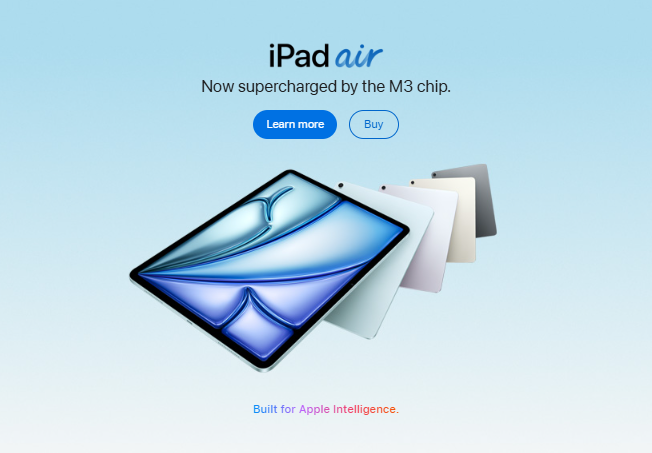 iPad air
Now supercharged by the M3 chip.
Learn more
Buy
Built for Apple Intelligence.